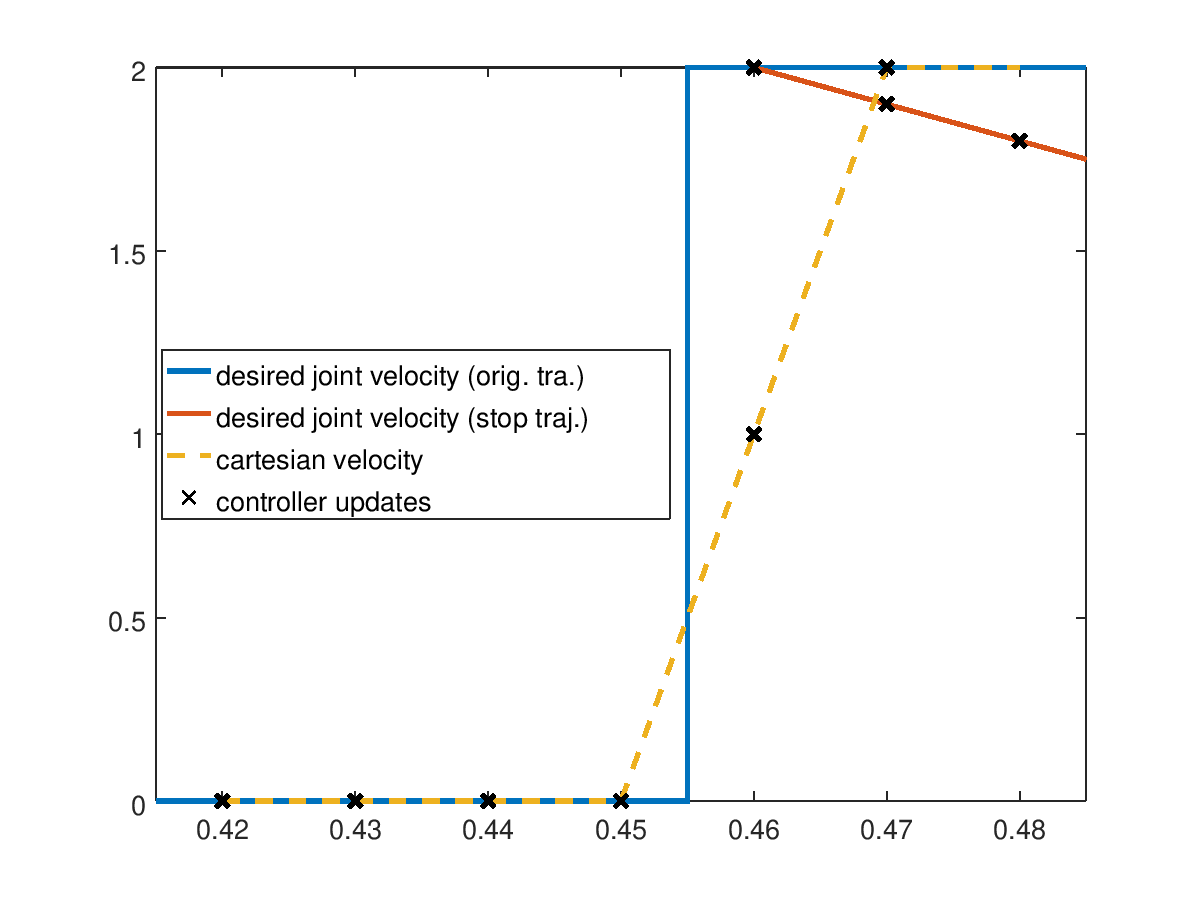 2
1.5
desired joint velocity (orig. tra.)
desired joint velocity (stop traj.)
1
cartesian velocity
controller updates
0.5
0
0.42 0.43 0.44 0.45 0.46 0.47 0.48